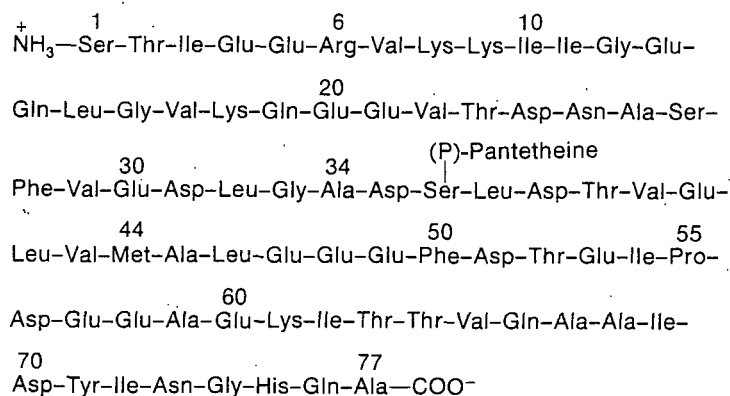 1 6 10
+
NH3—Ser–Thr–Ile–Glu–Glu–Arg–Val–Lys–Lys–Ile–Ile–Gly–Glu–
20
Gln–Leu–Gly–Val–Lys–Gln–Glu–Glu–Val–Thr–Asp–Asn–Ala–Ser–
(P)-Pantetheine
30 34
Phe–Val–Glu–Asp–Leu–Gly–Ala–Asp–Ser–Leu–Asp–Thr–Val–Glu–
44 50 55
Leu–Val–Met–Ala–Leu–Glu–Glu–Glu–Phe–Asp–Thr–Glu–Ile–Pro–
60
Asp–Glu–Glu–Ala–Glu–Lys–Ile–Thr–Thr–Val–Gln–Ala–Ala–Ile–
70 77
Asp–Tyr–Ile–Asn–Gly–His–Gln–Ala—COO−